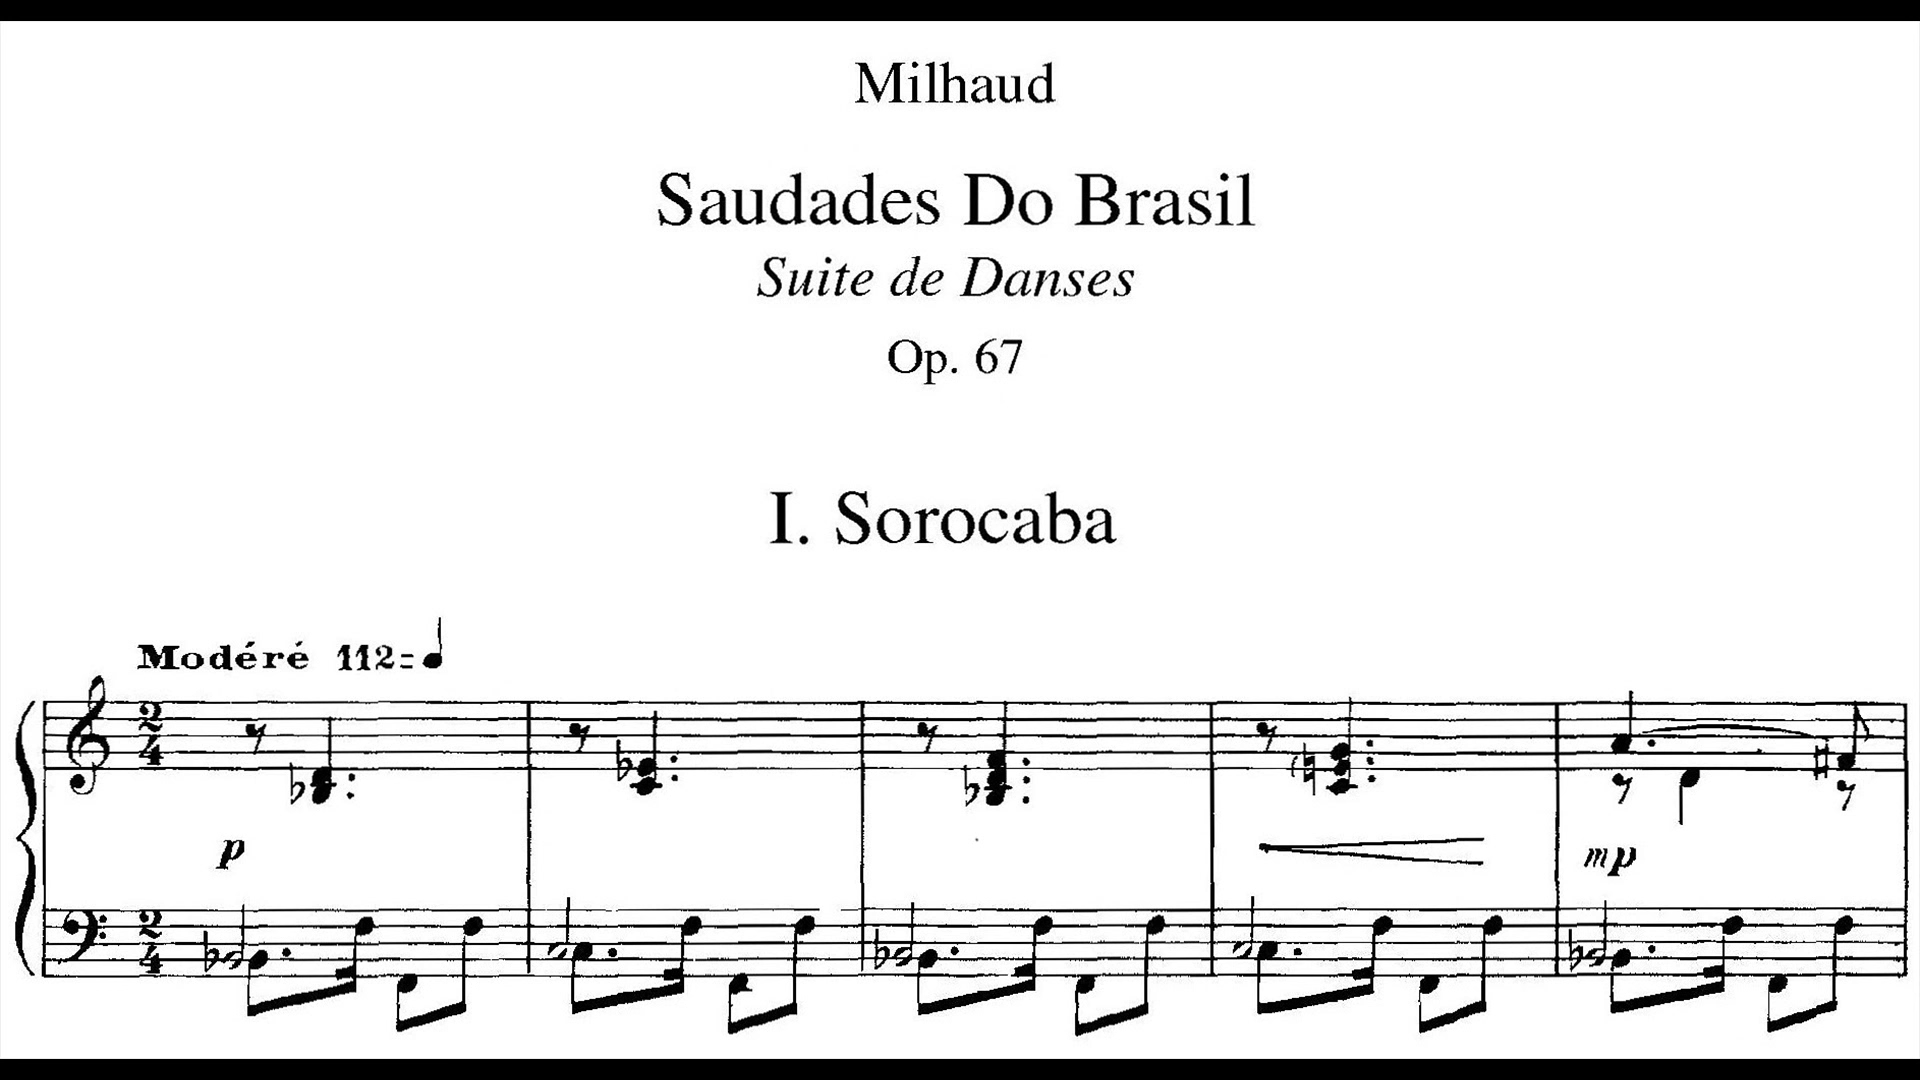 Milhaud
Saudades Do Brasil
Suite de Danses
Op. 67
I. Sorocaba
Modéré 112=♩
p
mp